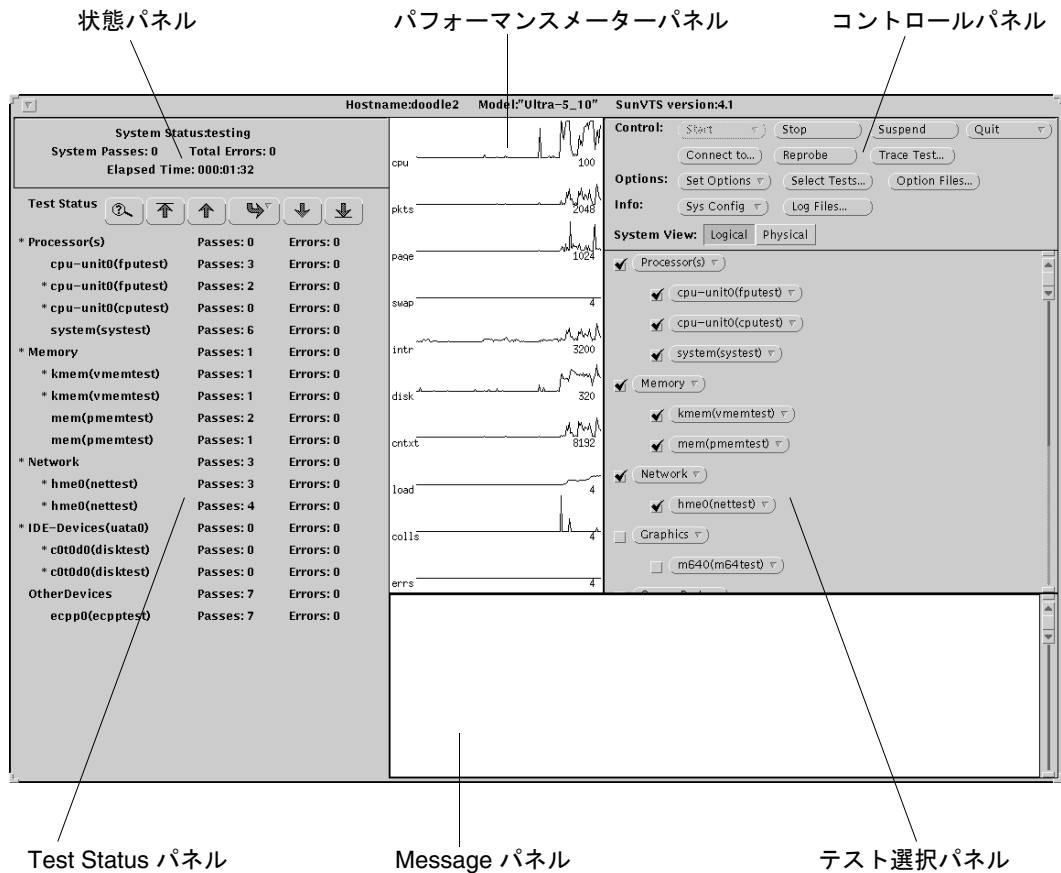 状態パネル
パフォーマンスメーターパネル
コントロールパネル
Hostname:doodle2 Model:"Ultra-5_10" SunVTS version:4.1
System Status:testing
System Passes: 0 Total Errors: 0
Elapsed Time: 000:01:32
Test Status
* Processor(s) Passes: 0 Errors: 0
cpu-unit0(fputest) Passes: 3 Errors: 0
* cpu-unit0(fputest) Passes: 2 Errors: 0
* cpu-unit0(cputest) Passes: 0 Errors: 0
system(systest) Passes: 6 Errors: 0
* Memory Passes: 1 Errors: 0
* kmem(vmemtest) Passes: 1 Errors: 0
* kmem(vmemtest) Passes: 1 Errors: 0
mem(pmemtest) Passes: 2 Errors: 0
mem(pmemtest) Passes: 1 Errors: 0
* Network Passes: 3 Errors: 0
* hme0(nettest) Passes: 3 Errors: 0
* hme0(nettest) Passes: 4 Errors: 0
* IDE-Devices(uata0) Passes: 0 Errors: 0
* c0t0d0(disktest) Passes: 0 Errors: 0
* c0t0d0(disktest) Passes: 0 Errors: 0
OtherDevices Passes: 7 Errors: 0
ecpp0(ecpptest) Passes: 7 Errors: 0
cpu 100
pkts 2048
page 1024
swap 4
intr 3200
disk 320
cntxt 8192
load 4
colls 4
errs 4
Control: Start Stop Suspend Quit
Connect to... Reprobe Trace Test...
Options: Set Options Select Tests... Option Files...
Info: Sys Config Log Files...
System View: Logical Physical
Processor(s)
cpu-unit0(fputest)
cpu-unit0(cputest)
system(systest)
Memory
kmem(vmemtest)
mem(pmemtest)
Network
hme0(nettest)
Graphics
m640(m64test)
Test Status パネル
Message パネル
テスト選択パネル